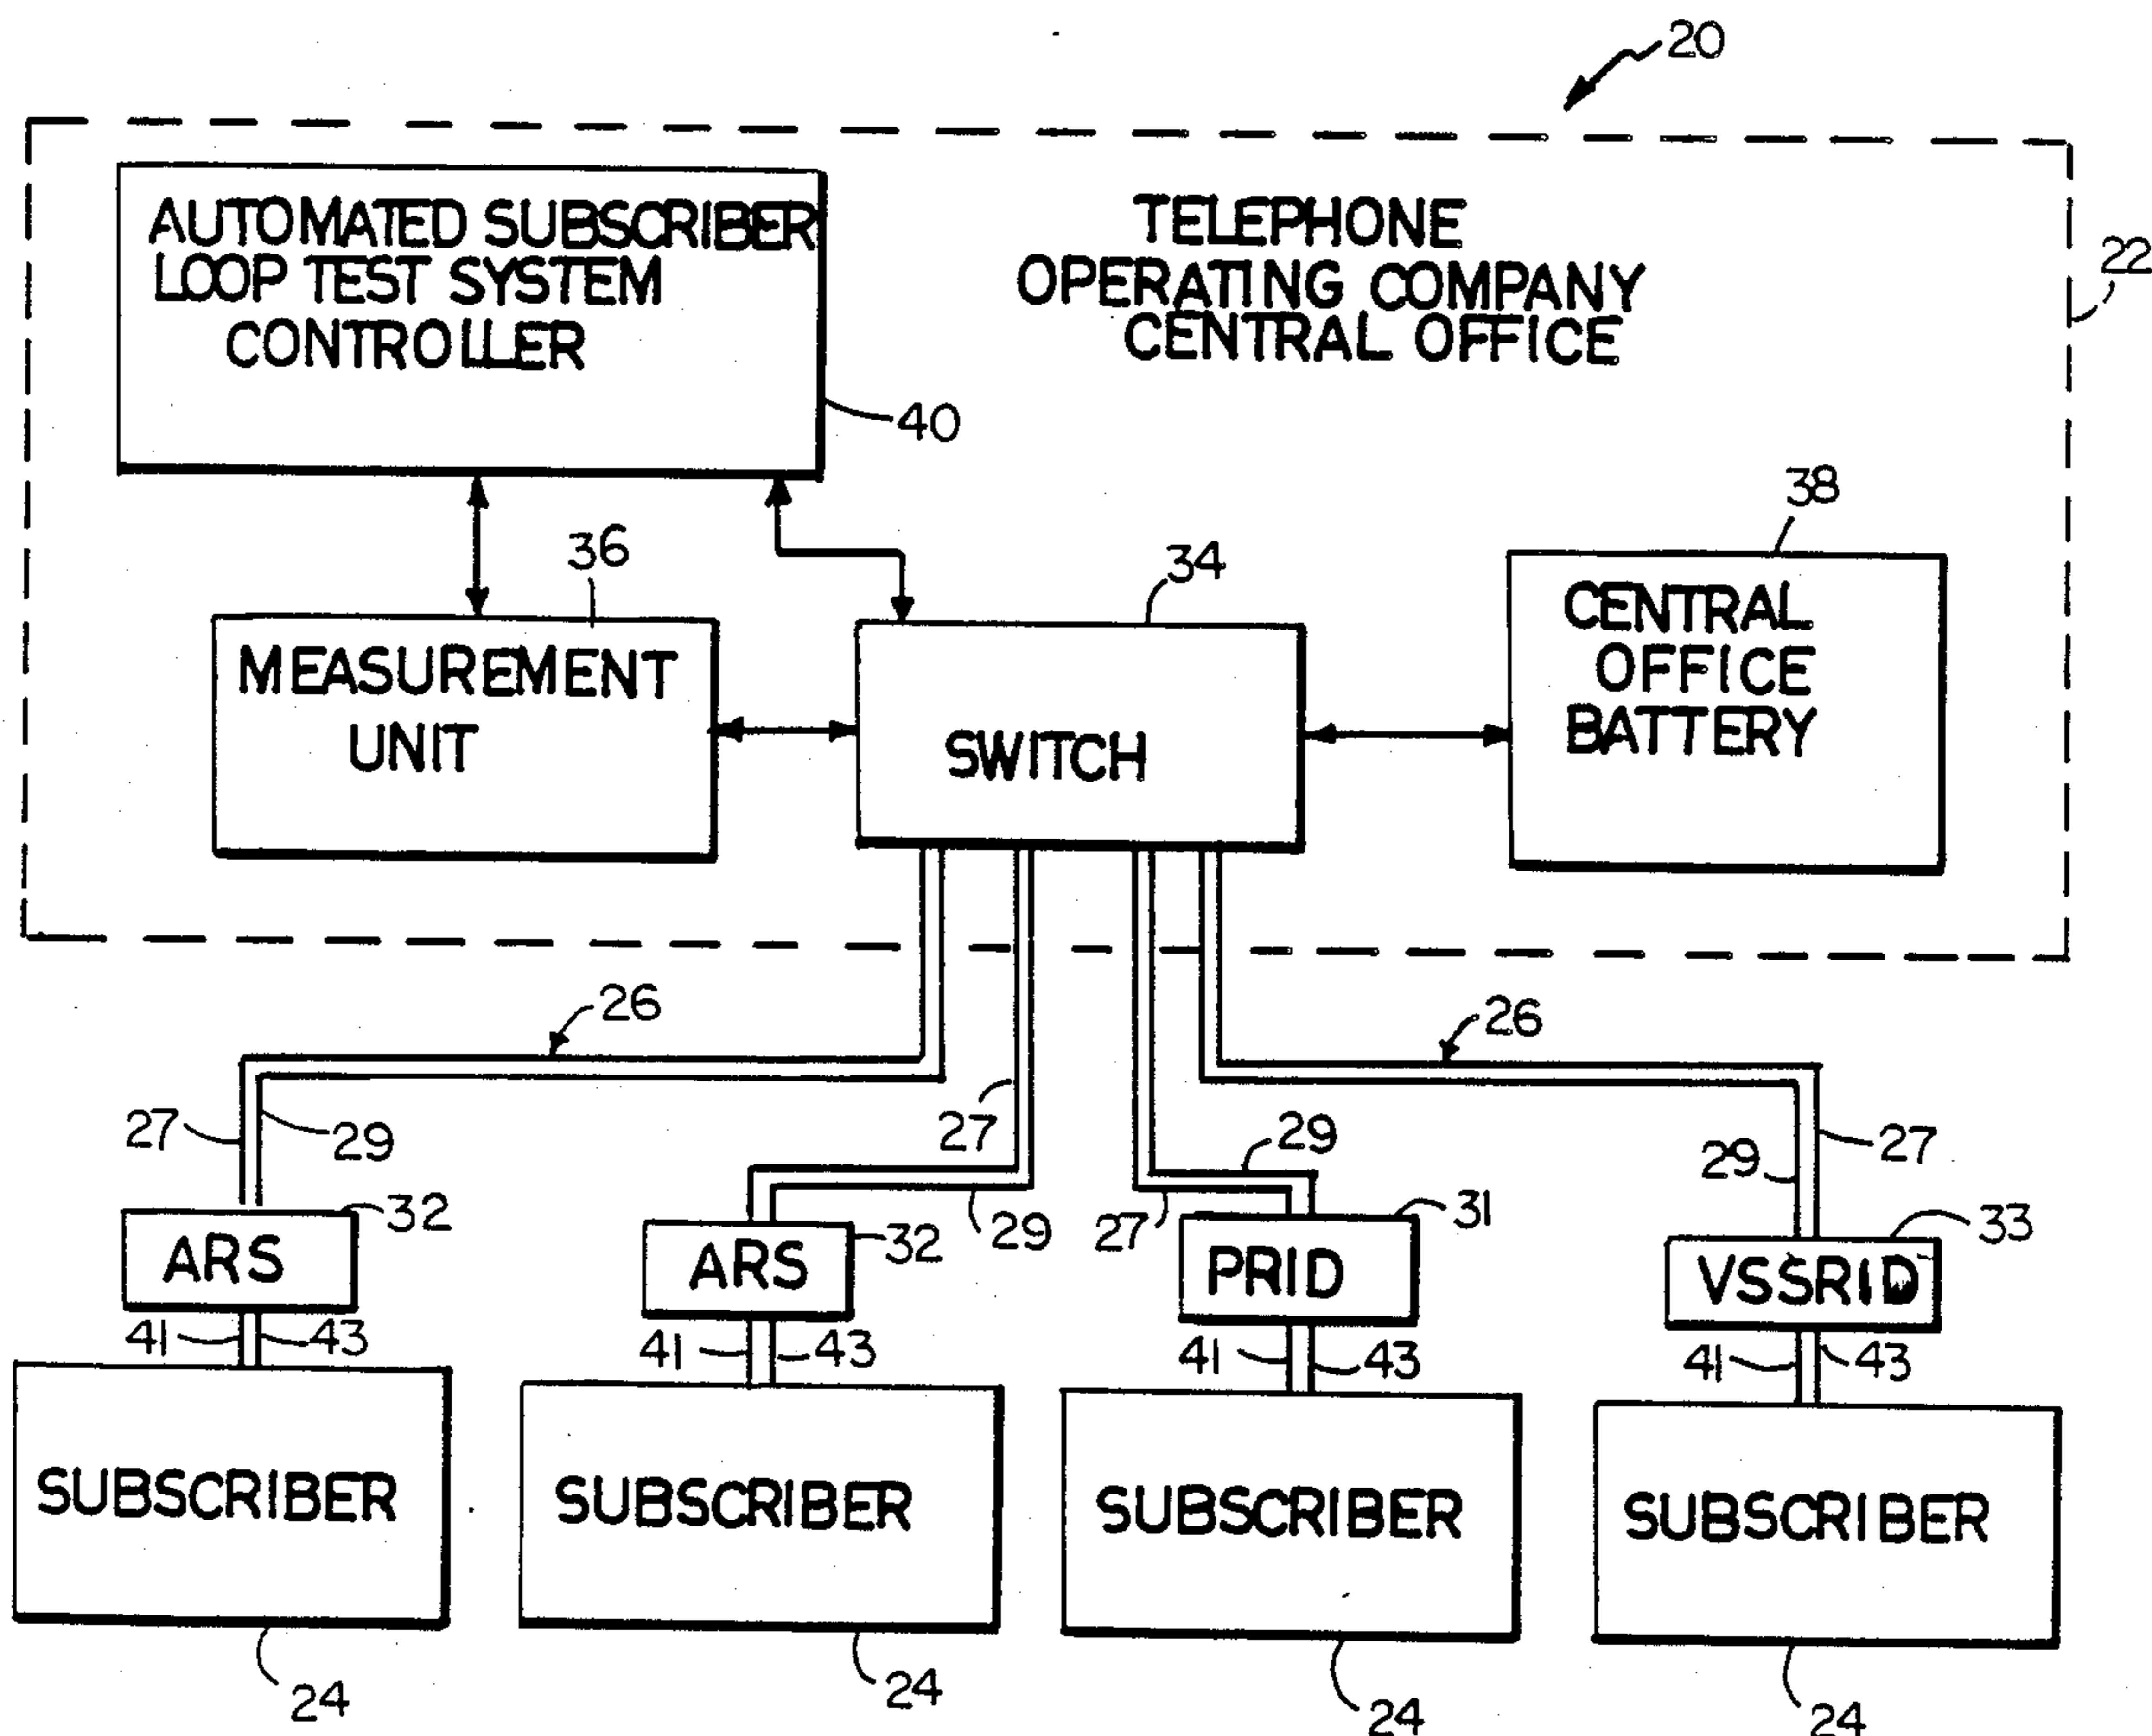 20
AUTOMATED SUBSCRIBER
LOOP TEST SYSTEM
CONTROLLER
TELEPHONE
OPERATING COMPANY
CENTRAL OFFICE
22
40
38
36
34
MEASUREMENT
UNIT
SWITCH
CENTRAL
OFFICE
BATTERY
26
26
27
29
27
29
29
27
29
27
32
32
31
33
ARS
ARS
PRID
VSSRID
41
43
41
43
41
43
41
43
SUBSCRIBER
SUBSCRIBER
SUBSCRIBER
SUBSCRIBER
24
24
24
24